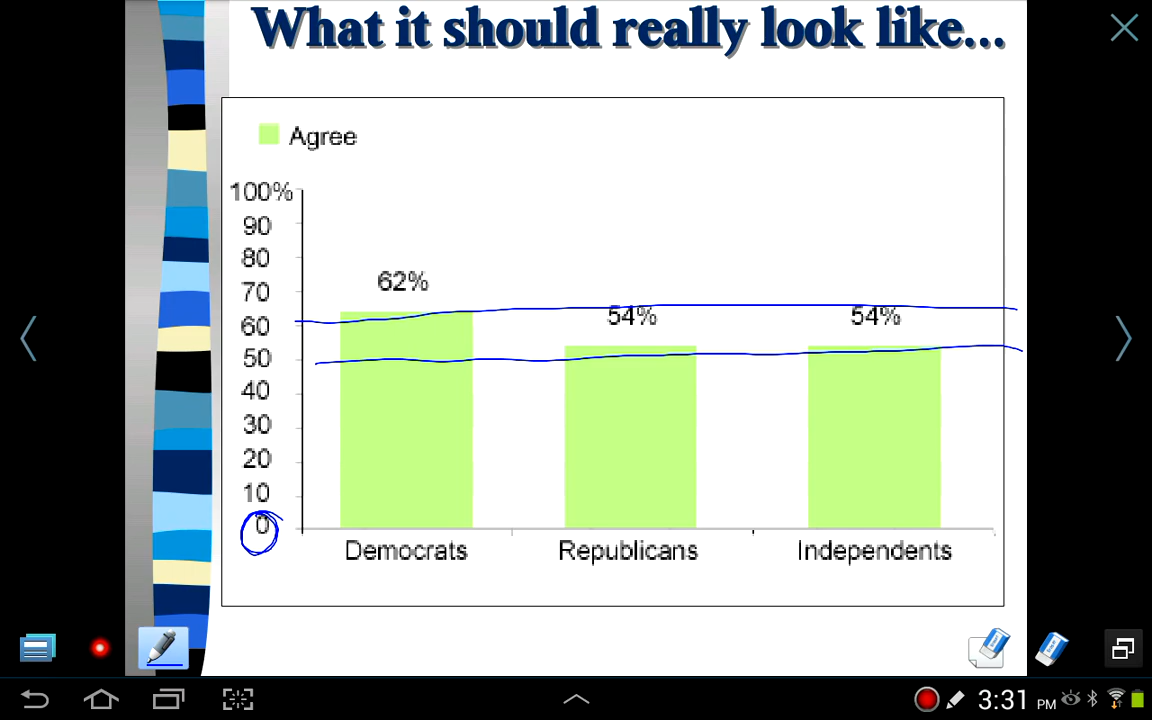 What it should really look like...
Agree
100%
90
80
70
60
50
40
30
20
10
0
62%
54%
54%
Democrats
Republicans
Independents
3:31 PM